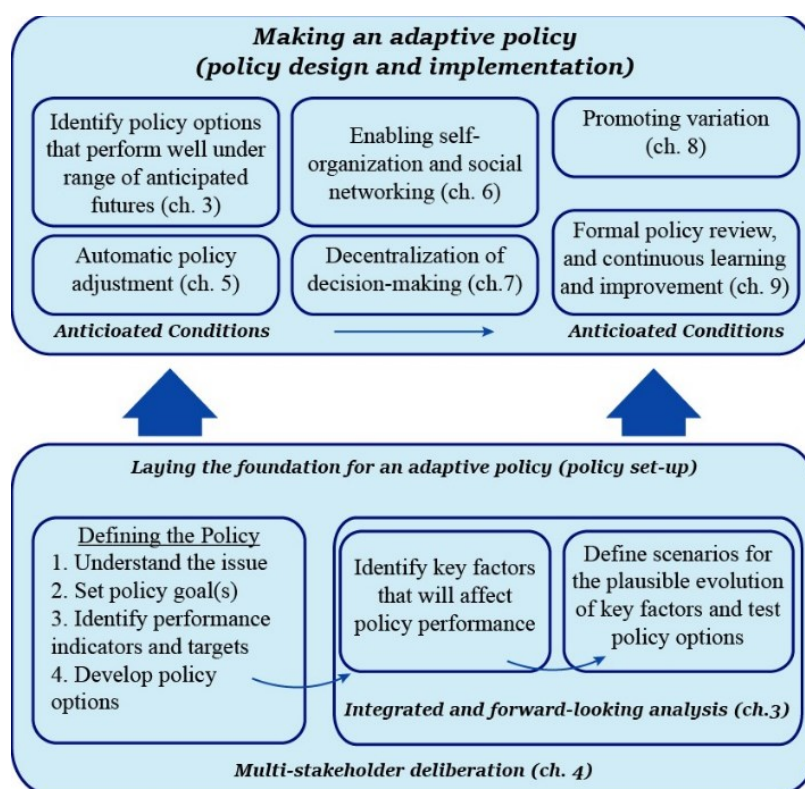 Making an adaptive policy
(policy design and implementation)
Identify policy options
that perform well under
range of anticipated
futures (ch. 3)
Enabling self-
organization and social
networking (ch. 6)
Promoting variation
(ch. 8)
Automatic policy
adjustment (ch. 5)
Decentralization of
decision-making (ch.7)
Formal policy review,
and continuous learning
and improvement (ch. 9)
Anticioated Conditions
Anticioated Conditions
Laying the foundation for an adaptive policy (policy set-up)
Defining the Policy
1. Understand the issue
2. Set policy goal(s)
3. Identify performance
indicators and targets
4. Develop policy
options
Identify key factors
that will affect
policy performance
Define scenarios for
the plausible evolution
of key factors and test
policy options
Integrated and forward-looking analysis (ch.3)
Multi-stakeholder deliberation (ch. 4)